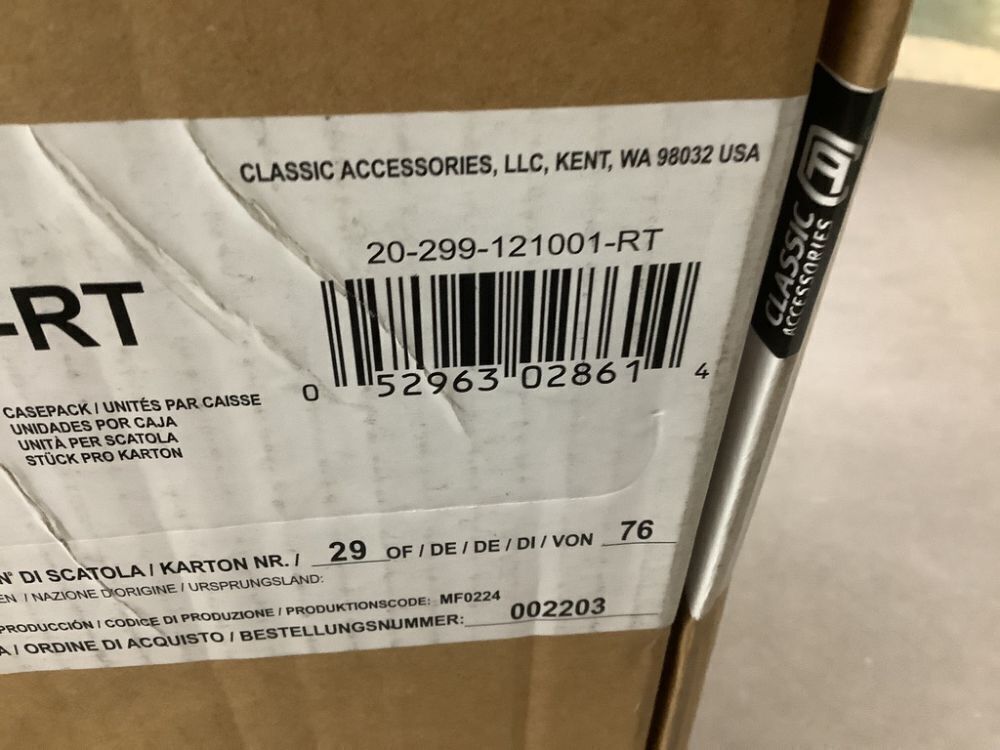 CLASSIC ACCESSORIES, LLC, KENT, WA 98032 USA
20-299-121001-RT
0 52963 02861 4
-RT
CASEPACK / UNITÉS PAR CAISSE
UNIDADES POR CAJA
UNITÀ PER SCATOLA
STÜCK PRO KARTON
N° DI SCATOLA / KARTON NR. / 29 OF / DE / DE / DI / VON 76
EN / NAZIONE D'ORIGINE / URSPRUNGSLAND:
PRODUCCIÓN / CODICE DI PRODUZIONE / PRODUKTIONSCODE: MF0224
A / ORDINE DI ACQUISTO / BESTELLUNGSNUMMER: 002203
CLASSIC
ACCESSORIES